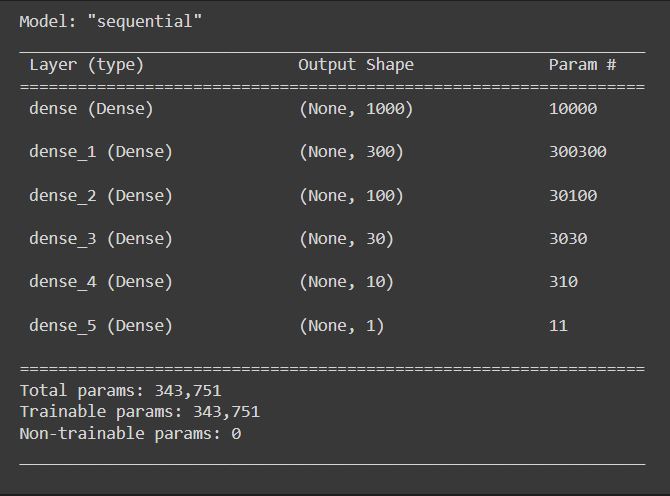 Model: "sequential"
Layer (type) Output Shape Param #
=================================================================
dense (Dense) (None, 1000) 10000
dense_1 (Dense) (None, 300) 300300
dense_2 (Dense) (None, 100) 30100
dense_3 (Dense) (None, 30) 3030
dense_4 (Dense) (None, 10) 310
dense_5 (Dense) (None, 1) 11
=================================================================
Total params: 343,751
Trainable params: 343,751
Non-trainable params: 0